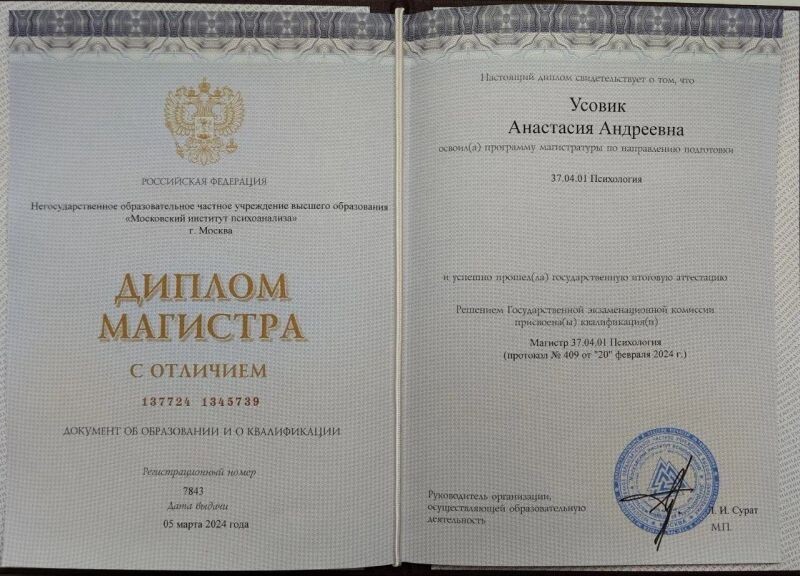 РОССИЙСКАЯ ФЕДЕРАЦИЯ
Негосударственное образовательное частное учреждение высшего образования
«Московский институт психоанализа»
г. Москва
ДИПЛОМ
МАГИСТРА
С ОТЛИЧИЕМ
137724 1345739
ДОКУМЕНТ ОБ ОБРАЗОВАНИИ И О КВАЛИФИКАЦИИ
Регистрационный номер
7843
Дата выдачи
05 марта 2024 года
Настоящий диплом свидетельствует о том, что
Усовик
Анастасия Андреевна
освоил(а) программу магистратуры по направлению подготовки
37.04.01 Психология
и успешно прошел(ла) государственную итоговую аттестацию
Решением Государственной экзаменационной комиссии
присвоена(ы) квалификация(и)
Магистр 37.04.01 Психология
(протокол № 409 от "20" февраля 2024 г.)
Руководитель организации,
осуществляющей образовательную
деятельность
Л. И. Сурат
М.П.